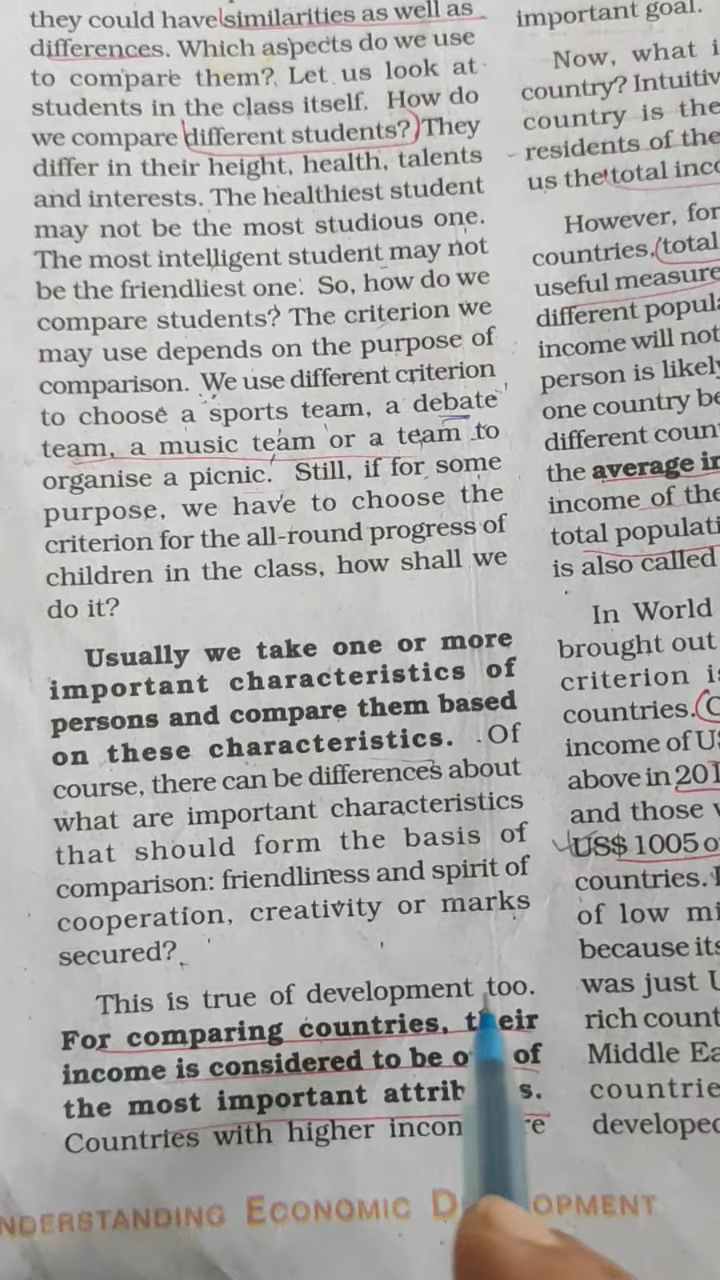 they could have similarities as well as
differences. Which aspects do we use
to compare them? Let us look at
students in the class itself. How do
we compare different students? They
differ in their height, health, talents
and interests. The healthiest student
may not be the most studious one.
The most intelligent student may not
be the friendliest one. So, how do we
compare students? The criterion we
may use depends on the purpose of
comparison. We use different criterion
to choose a sports team, a debate
team, a music team or a team to
organise a picnic. Still, if for some
purpose, we have to choose the
criterion for the all-round progress of
children in the class, how shall we
do it?
Usually we take one or more
important characteristics of
persons and compare them based
on these characteristics. Of
course, there can be differences about
what are important characteristics
that should form the basis of
comparison: friendliness and spirit of
cooperation, creativity or marks
secured?
This is true of development too.
For comparing countries, their
income is considered to be of
the most important
Countries with higher
important goal.
Now, what
country? Intuitiv
country is the
residents of the
us the total inco
However, for
countries, total
useful measure
different popula
income will not
person is likely
one country be
different coun
the average in
income of the
total populati
is also called
In World
brought out
criterion is
countries. C
income of US
above in 201
and those
US$ 1005 o
countries. I
of low mi
because its
was just U
rich count
Middle Ea
countrie
developed
NDERSTANDING ECONOMIC D OPMENT